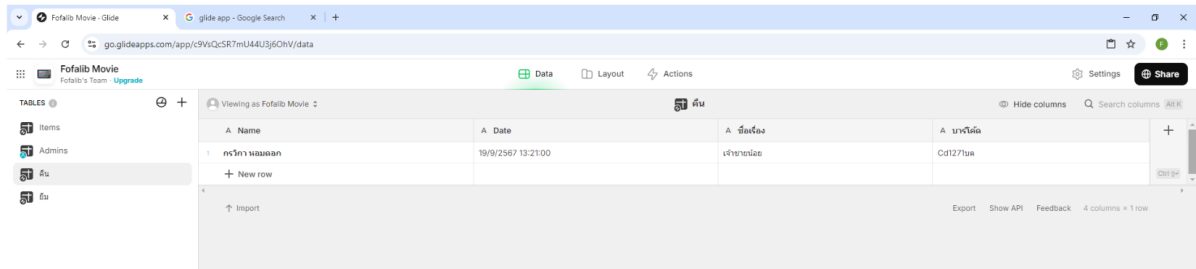 Fofalib Movie - Glide
glide app - Google Search
go.glideapps.com/app/c9VsQcSR7mU44U3j6OhV/data
F
Fofalib Movie
Fofalib's Team - Upgrade
Data Layout Actions
Settings Share
TABLES
Items
Admins
คืน
ยืม
Viewing as Fofalib Movie
คืน
Hide columns Search columns Alt K
A Name A Date A ชื่อเรื่อง A บาร์โค้ด
1 กรวิกา หอมดอก 19/9/2567 13:21:00 เจ้าชายน้อย Cd1271บด
New row
Import
Export Show API Feedback 4 columns × 1 row